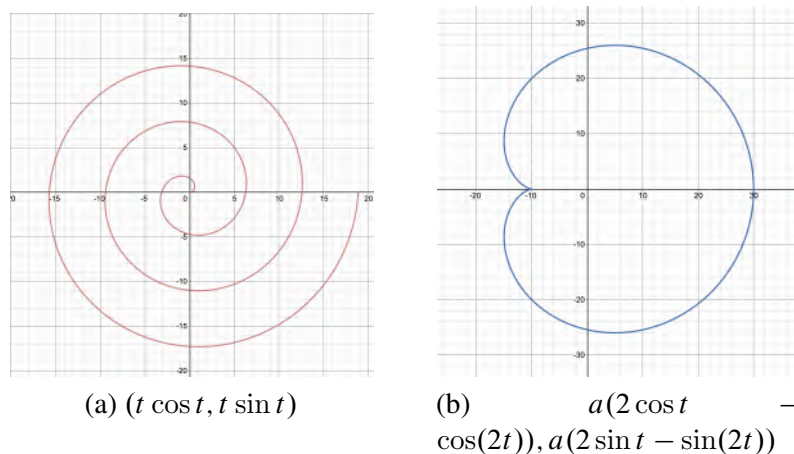 20
15
10
5
0 -15 -10 -5 0 5 10 15 20
-5
-10
-15
-20
(a) (t cos t, t sin t)
30
20
10
-20 -10 0 10 20 30
-10
-20
-30
(b) a(2 cos t −
cos(2t)), a(2 sin t − sin(2t))